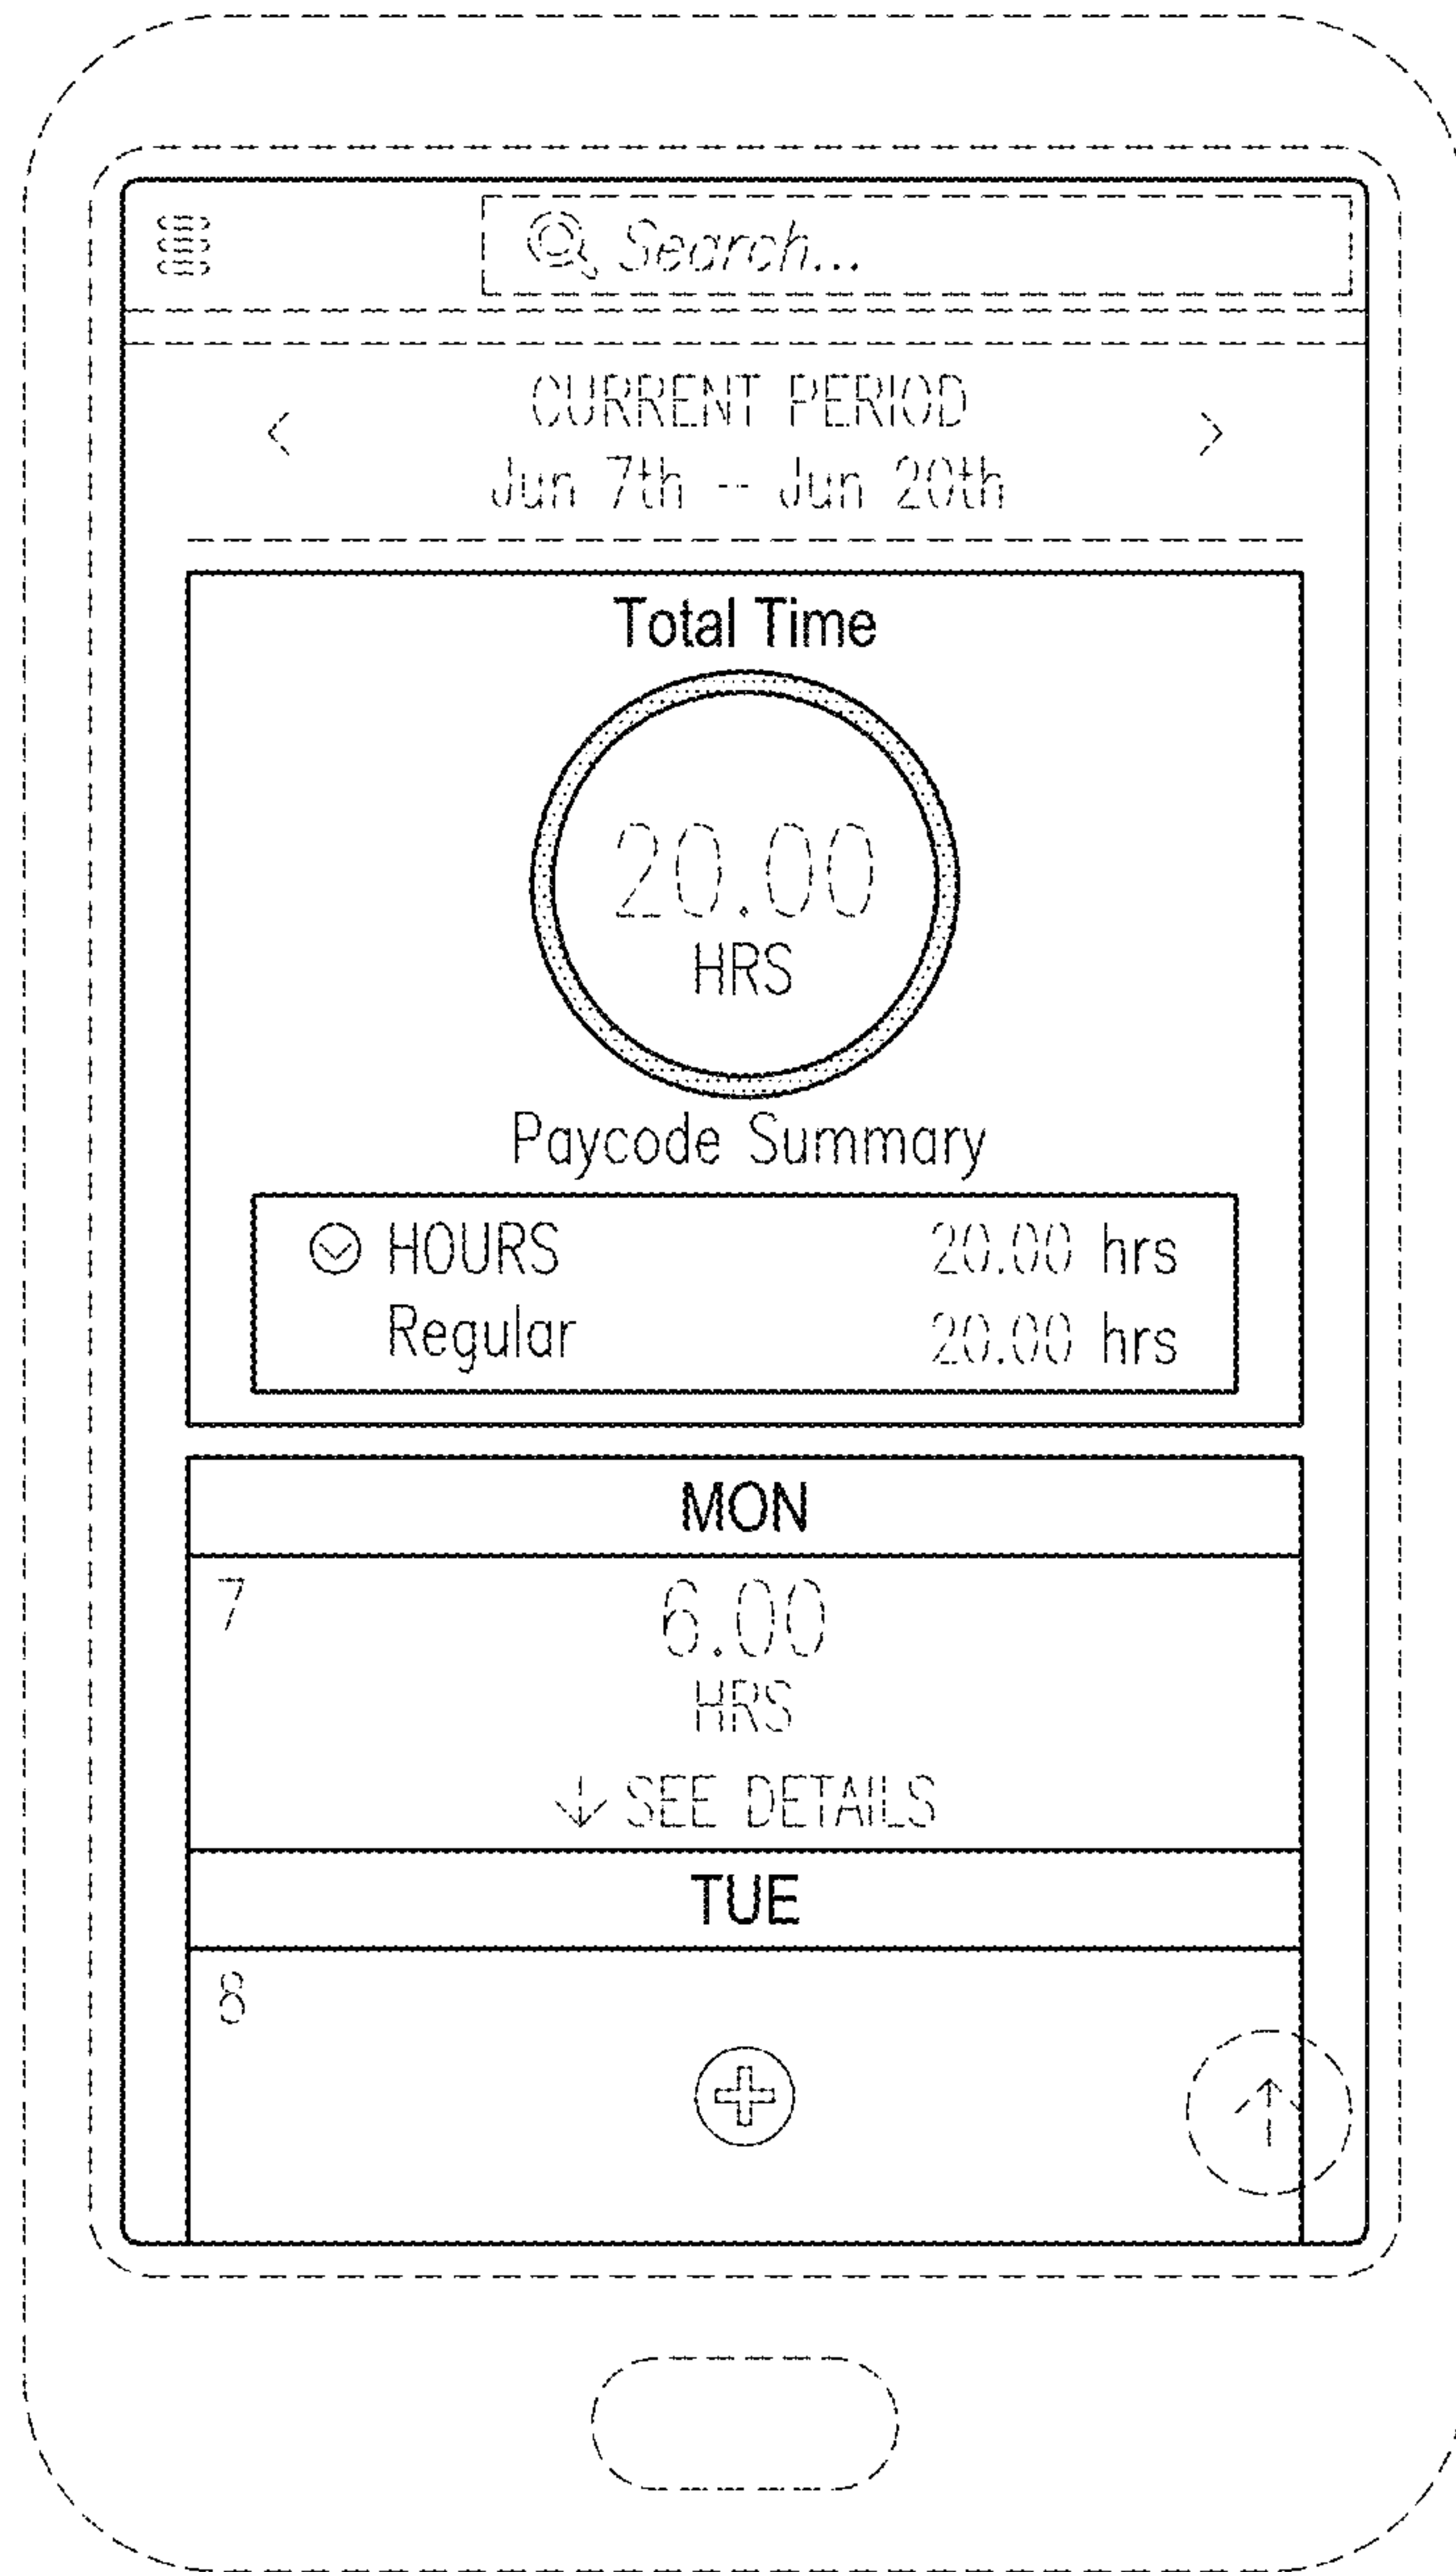 Search...
CURRENT PERIOD
Jun 7th -- Jun 20th
Total Time
20.00
HRS
Paycode Summary
HOURS 20.00 hrs
Regular 20.00 hrs
MON
7 6.00
HRS
SEE DETAILS
TUE
8